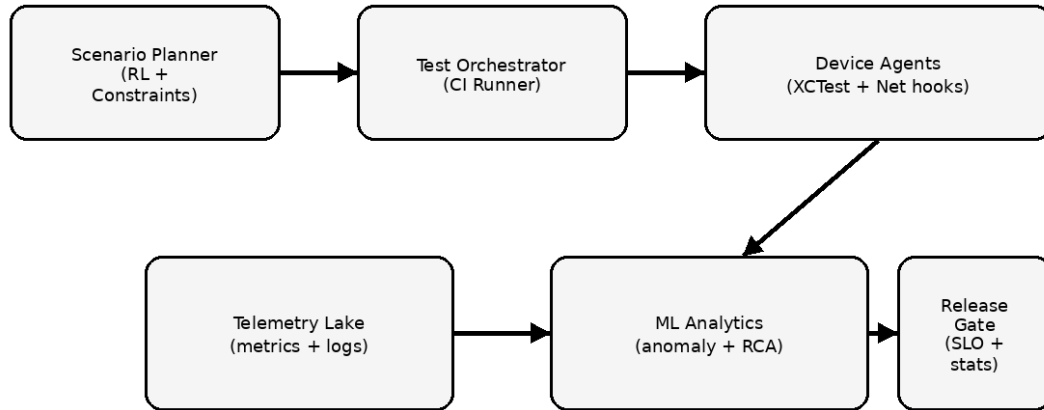 Scenario Planner
(RL +
Constraints)
Test Orchestrator
(CI Runner)
Device Agents
(XCTest + Net hooks)
Telemetry Lake
(metrics + logs)
ML Analytics
(anomaly + RCA)
Release
Gate
(SLO +
stats)